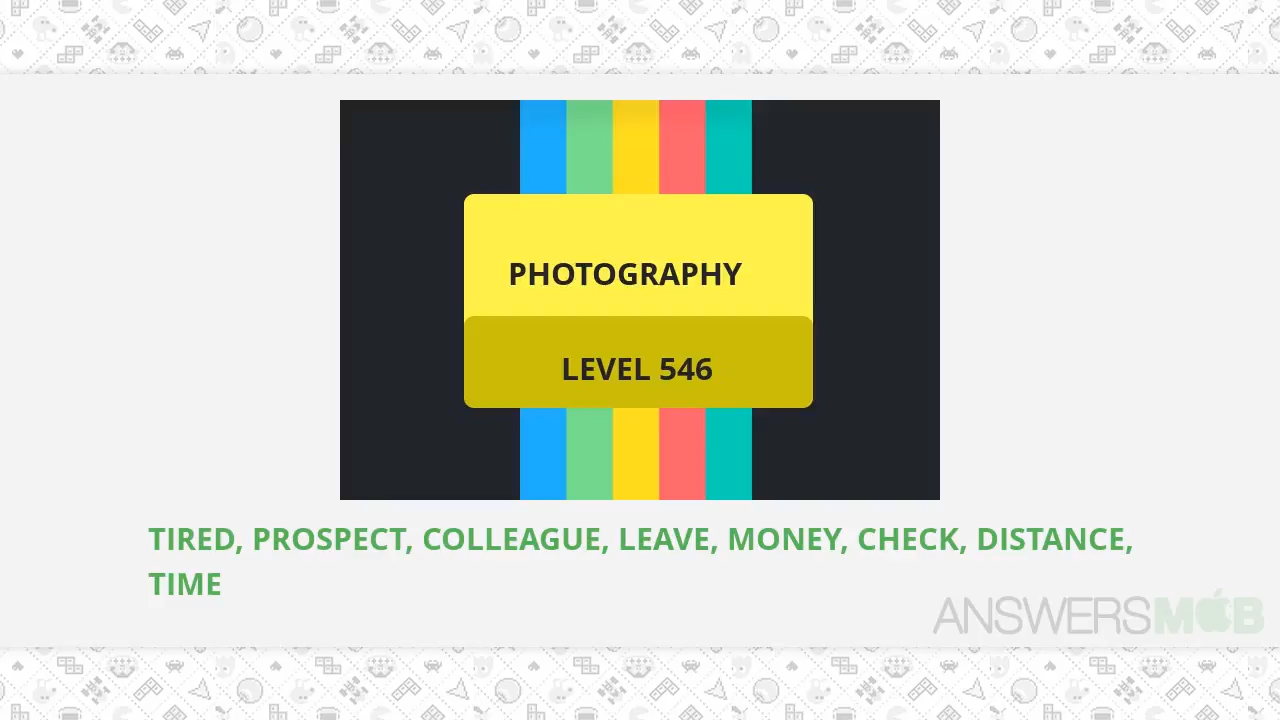 PHOTOGRAPHY
LEVEL 546
TIRED, PROSPECT, COLLEAGUE, LEAVE, MONEY, CHECK, DISTANCE,
TIME
ANSWERSMOB